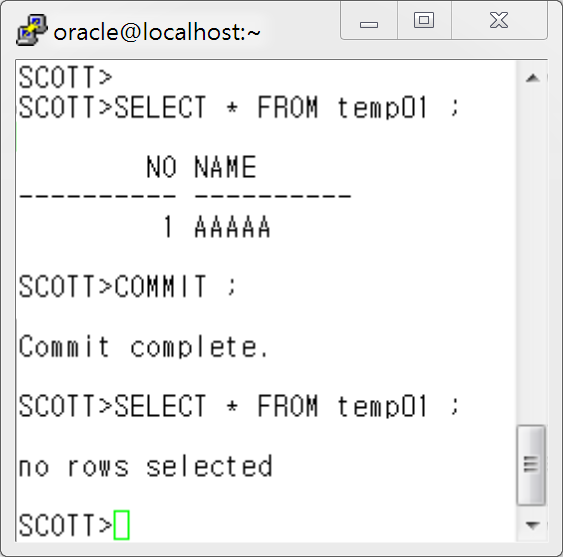 oracle@localhost:~
SCOTT>
SCOTT>SELECT * FROM temp01 ;
NO NAME
---------- ----------
1 AAAAA
SCOTT>COMMIT ;
Commit complete.
SCOTT>SELECT * FROM temp01 ;
no rows selected
SCOTT>